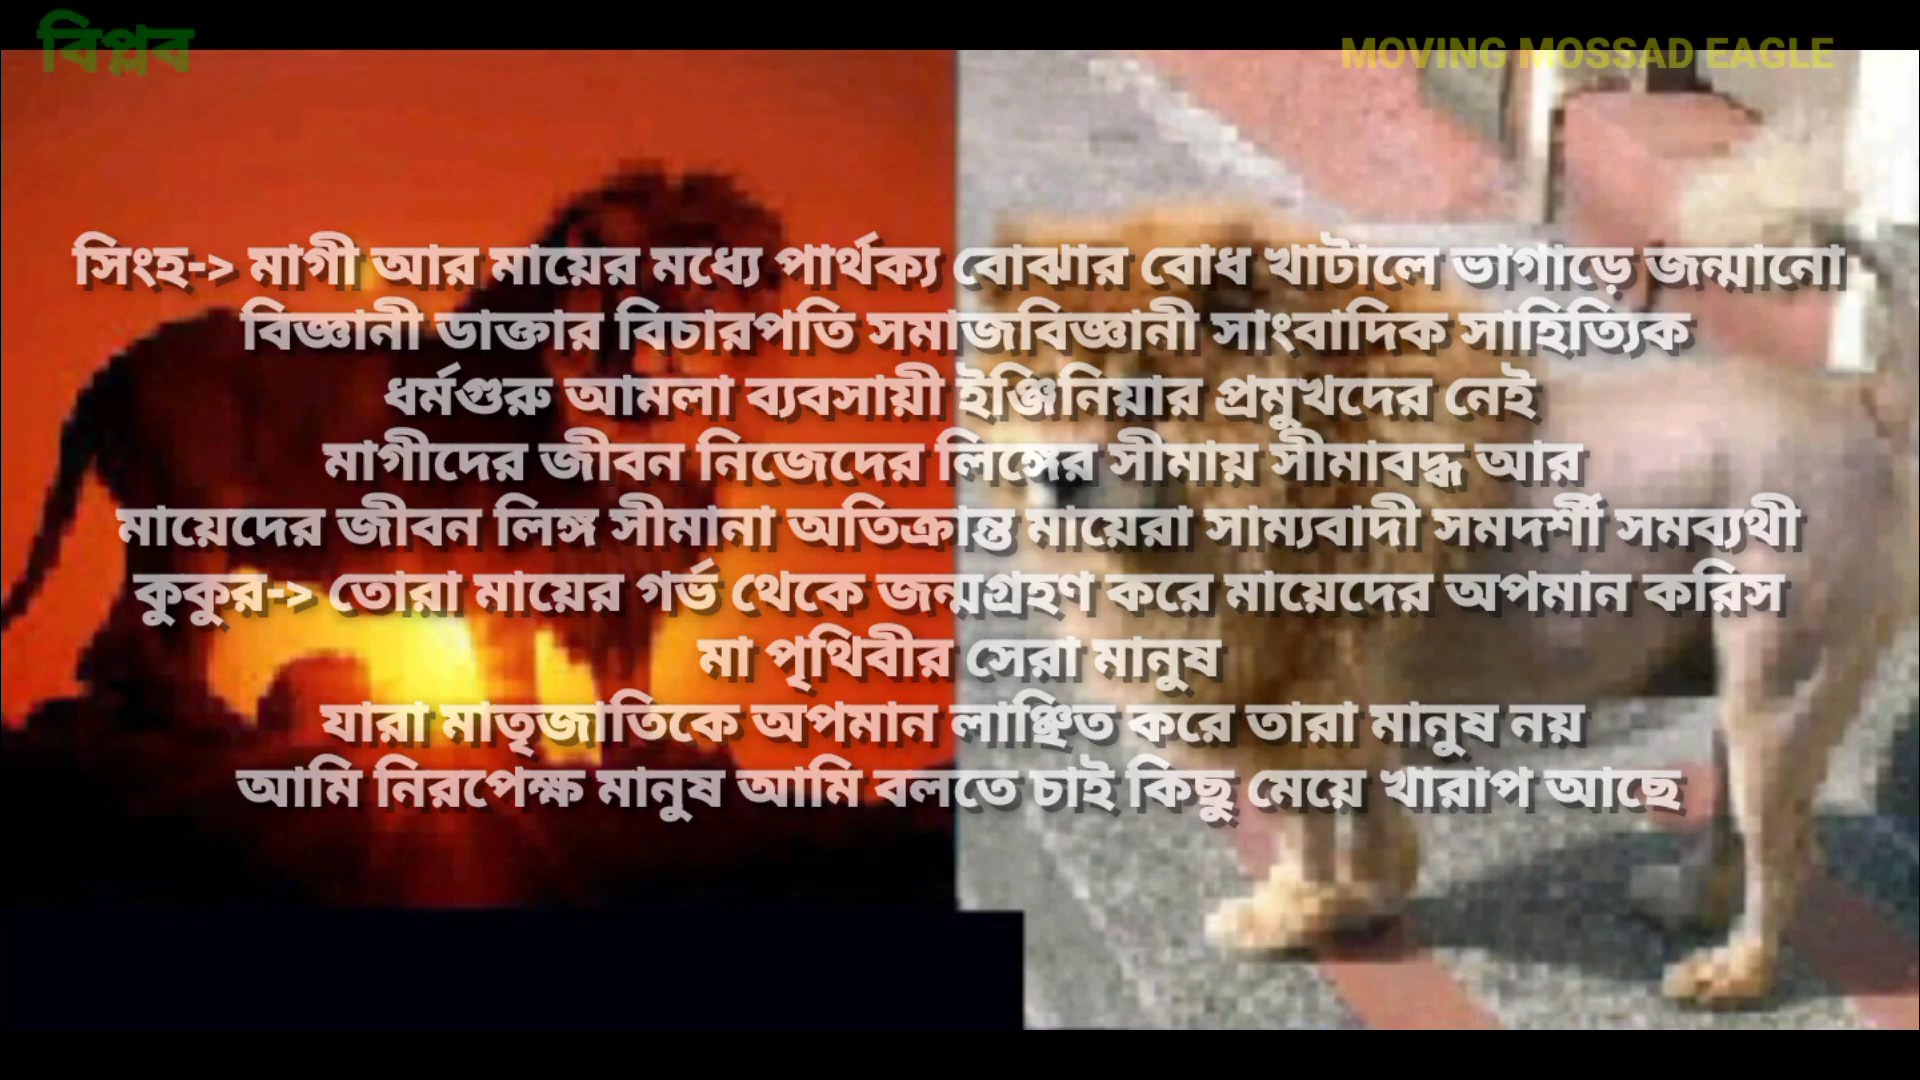 বিপ্লব
MOVING MOSSAD EAGLE
সিংহ-> মাগী আর মায়ের মধ্যে পার্থক্য বোঝার বোধ খাটালে ভাগাড়ে জন্মানো
বিজ্ঞানী ডাক্তার বিচারপতি সমাজবিজ্ঞানী সাংবাদিক সাহিত্যিক
ধর্মগুরু আমলা ব্যবসায়ী ইঞ্জিনিয়ার প্রমুখদের নেই
মাগীদের জীবন নিজেদের লিঙ্গের সীমায় সীমাবদ্ধ আর
মায়েদের জীবন লিঙ্গ সীমানা অতিক্রান্ত মায়েরা সাম্যবাদী সমদর্শী সমব্যথী
কুকুর-> তোরা মায়ের গর্ভ থেকে জন্মগ্রহণ করে মায়েদের অপমান করিস
মা পৃথিবীর সেরা মানুষ
যারা মাতৃজাতিকে অপমান লাঞ্ছিত করে তারা মানুষ নয়
আমি নিরপেক্ষ মানুষ আমি বলতে চাই কিছু মেয়ে খারাপ আছে